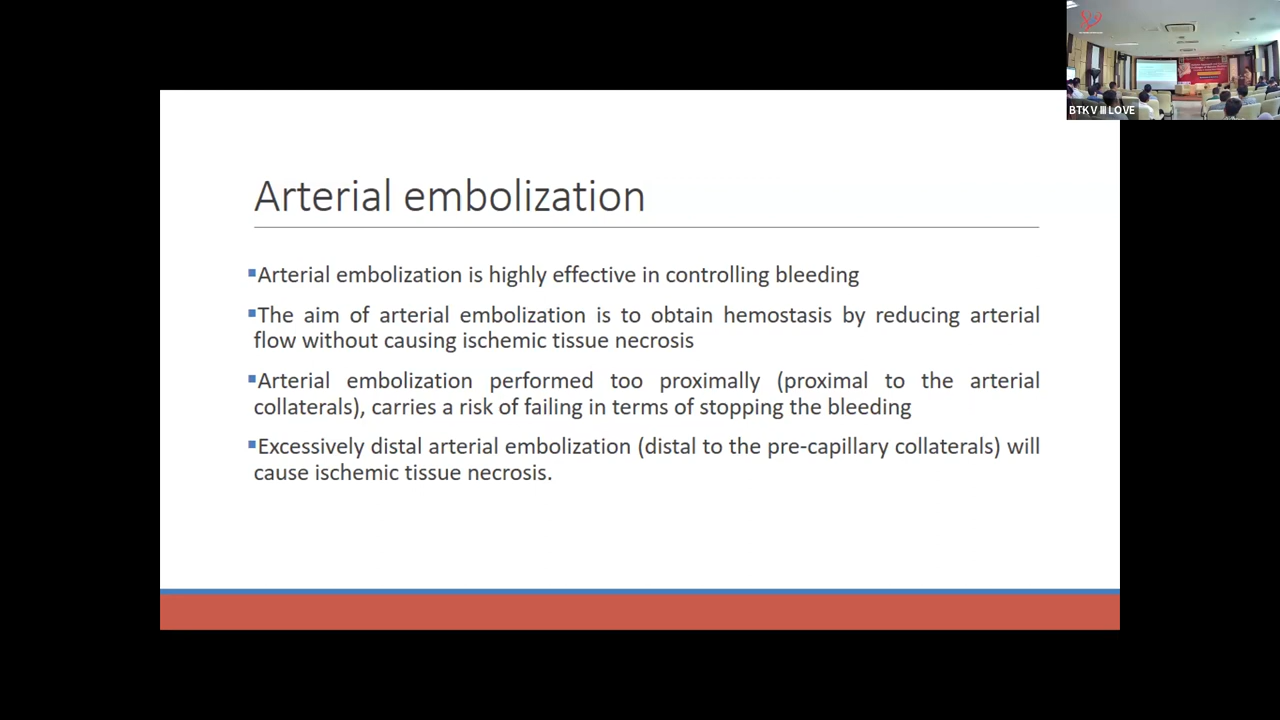 BTKV III LOVE
Arterial embolization
▪Arterial embolization is highly effective in controlling bleeding
▪The aim of arterial embolization is to obtain hemostasis by reducing arterial
flow without causing ischemic tissue necrosis
▪Arterial embolization performed too proximally (proximal to the arterial
collaterals), carries a risk of failing in terms of stopping the bleeding
▪Excessively distal arterial embolization (distal to the pre-capillary collaterals) will
cause ischemic tissue necrosis.